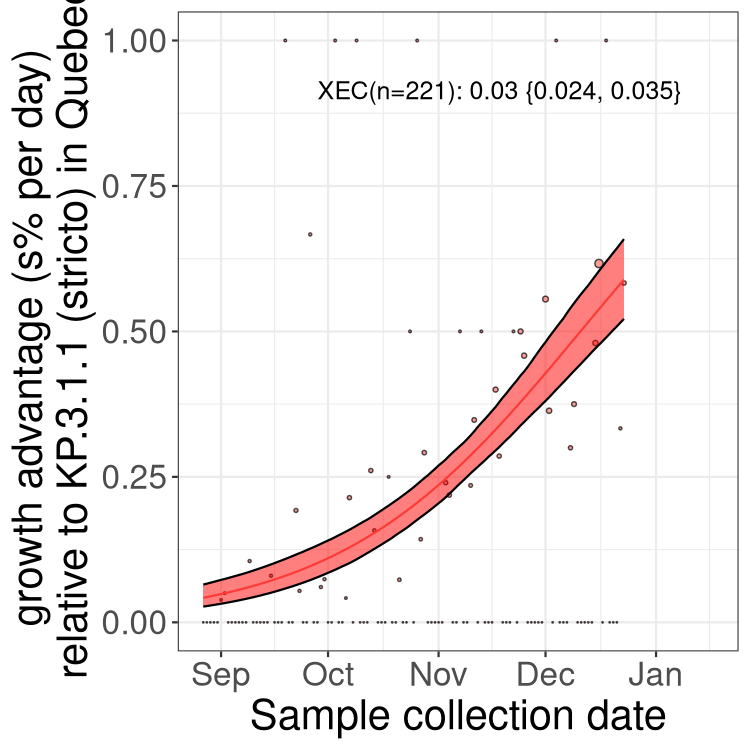 growth advantage (s% per day)
relative to KP.3.1.1 (stricto) in Quebec
1.00
0.75
0.50
0.25
0.00
XEC(n=221): 0.03 {0.024, 0.035}
Sep Oct Nov Dec Jan
Sample collection date